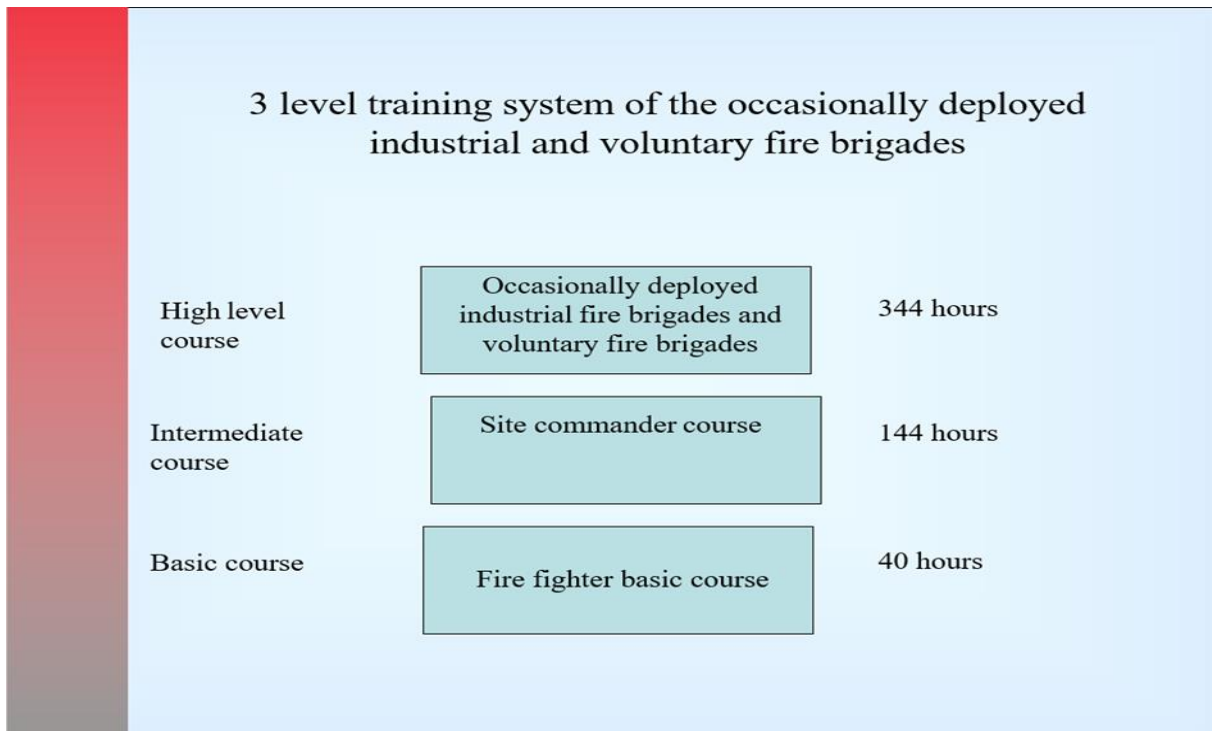 3 level training system of the occasionally deployed
industrial and voluntary fire brigades
High level
course
Occasionally deployed
industrial fire brigades and
voluntary fire brigades
344 hours
Intermediate
course
Site commander course
144 hours
Basic course
Fire fighter basic course
40 hours